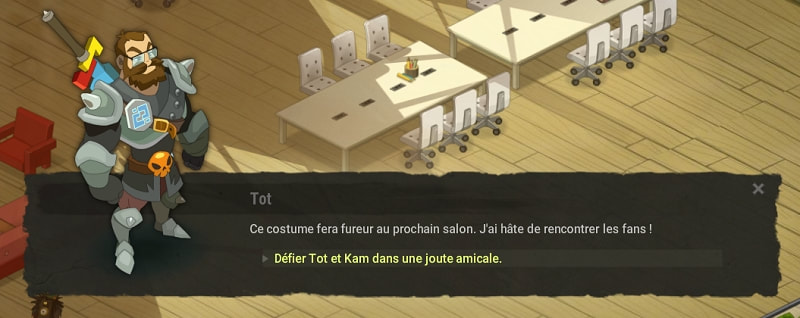 Tot
Ce costume fera fureur au prochain salon. J'ai hâte de rencontrer les fans !
Défier Tot et Kam dans une joute amicale.